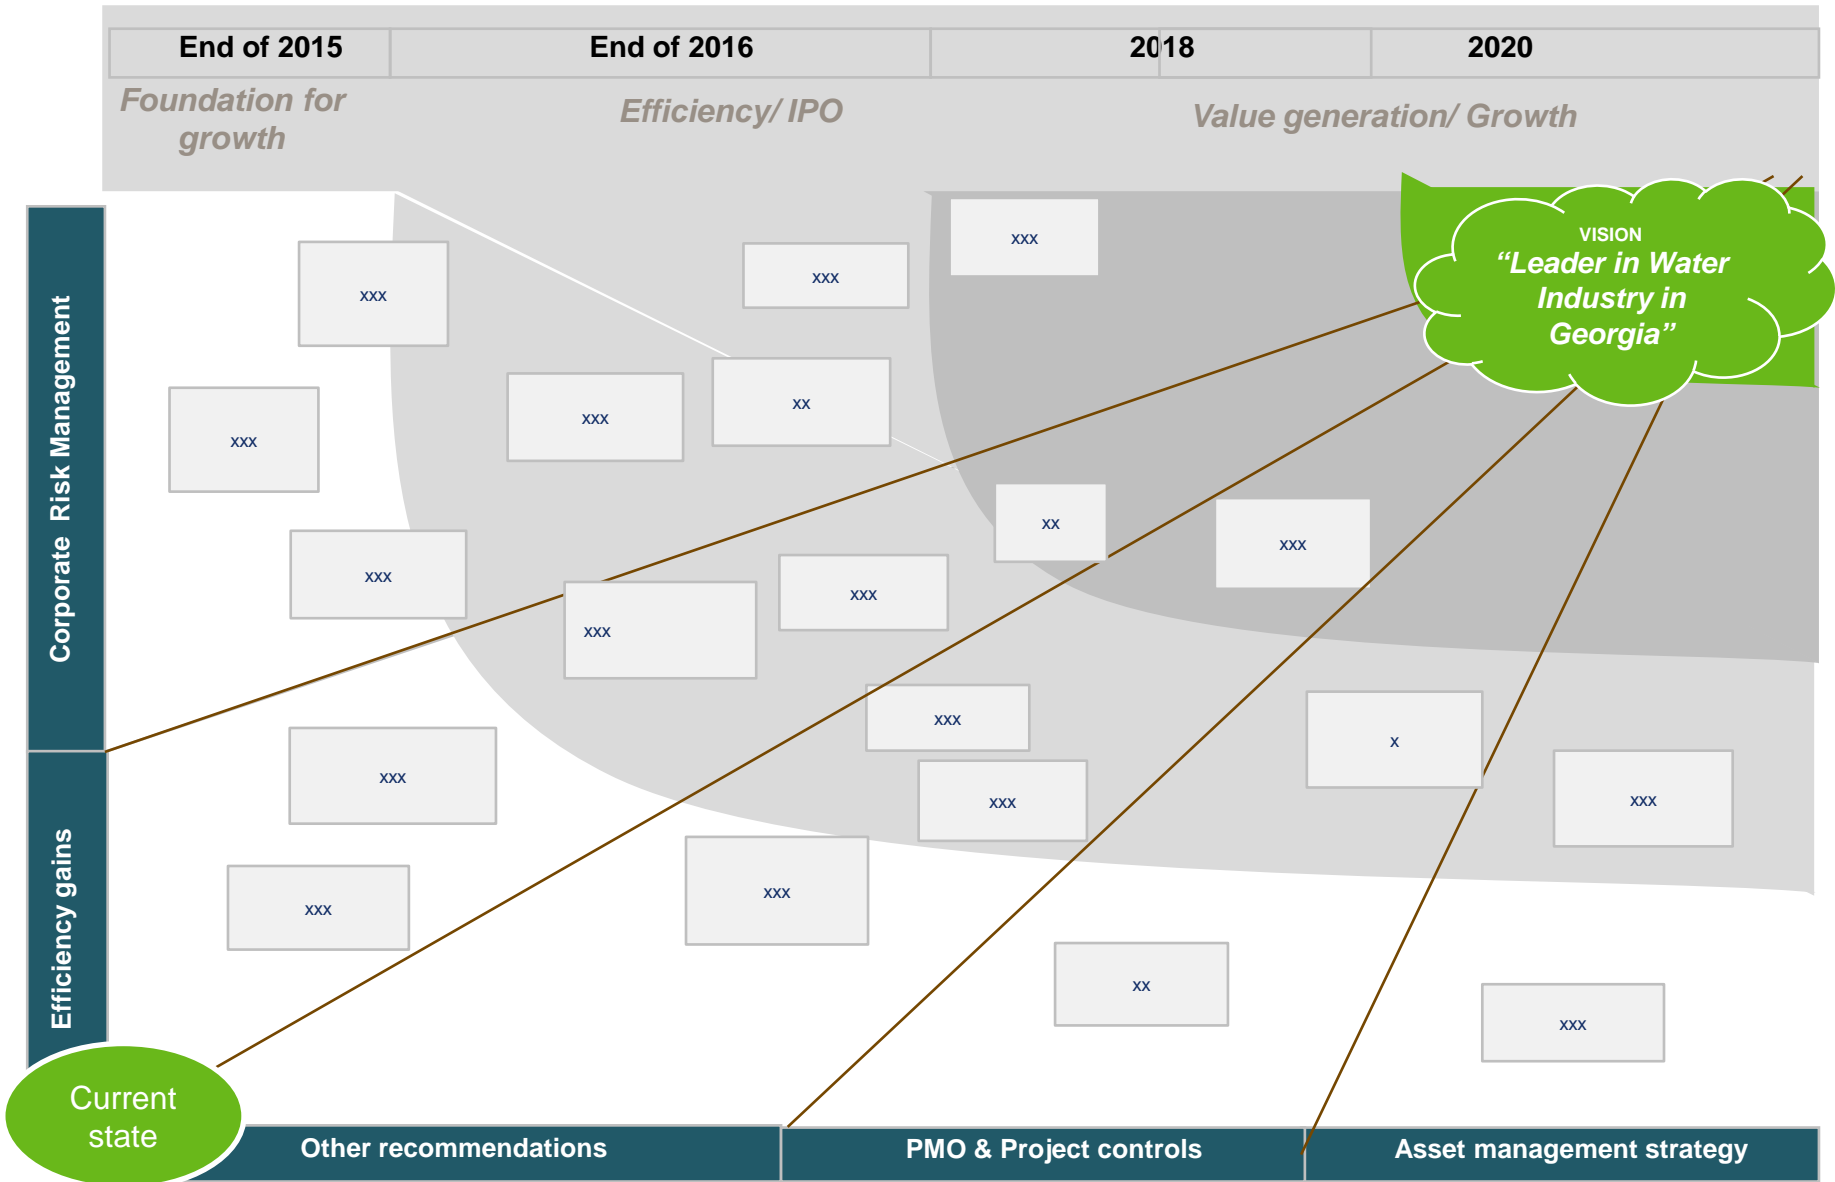 End of 2015
End of 2016
2018
2020
Foundation for
growth
Efficiency/ IPO
Value generation/ Growth
VISION
“Leader in Water
Industry in
Georgia”
Corporate Risk Management
Efficiency gains
xxx
xxx
xxx
xxx
xx
xxx
xxx
xx
xxx
xxx
xxx
xxx
xxx
x
xxx
xxx
xxx
xxx
xxx
xx
xxx
Current
state
Other recommendations
PMO & Project controls
Asset management strategy